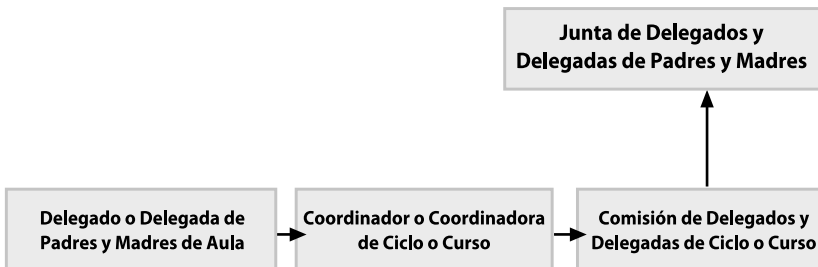 Junta de Delegados y
Delegadas de Padres y Madres
Delegado o Delegada de
Padres y Madres de Aula
Coordinador o Coordinadora
de Ciclo o Curso
Comisión de Delegados y
Delegadas de Ciclo o Curso